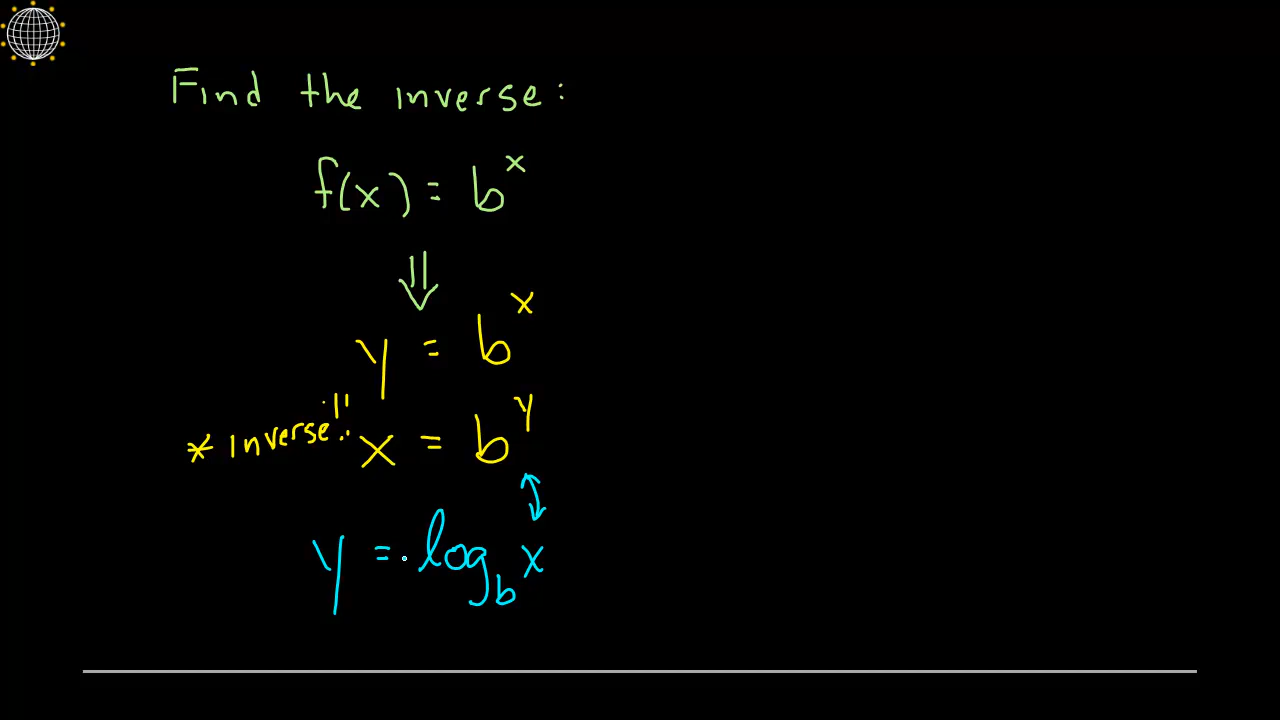 Find the inverse:
f(x) = b^x
⇓
y = b^x
* inverse!! x = b^y
y = log_b x